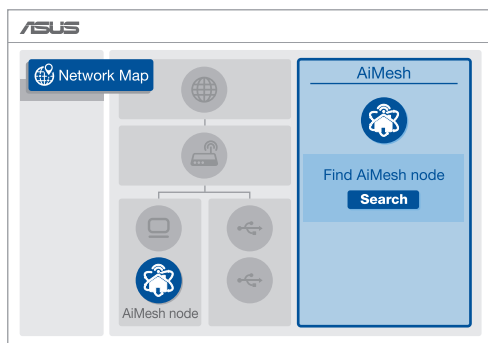 ASUS
Network Map
AiMesh
Find AiMesh node
Search
AiMesh node